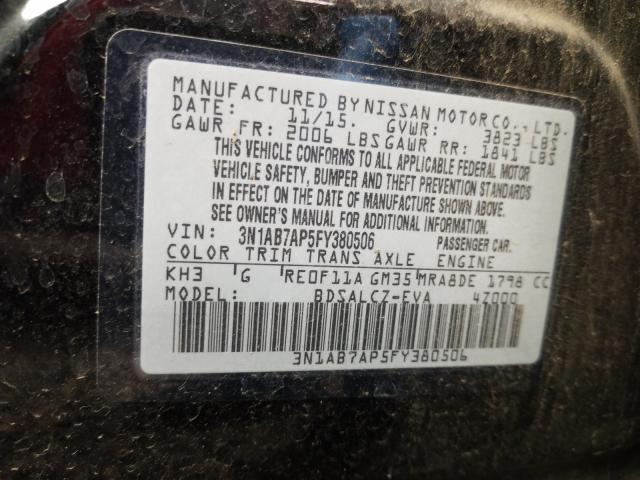 MANUFACTURED BY NISSAN MOTOR CO., LTD.
DATE: 11/15. GVWR: 3823 LBS
GAWR FR: 2006 LBS GAWR RR: 1841 LBS
THIS VEHICLE CONFORMS TO ALL APPLICABLE FEDERAL MOTOR
VEHICLE SAFETY, BUMPER AND THEFT PREVENTION STANDARDS
IN EFFECT ON THE DATE OF MANUFACTURE SHOWN ABOVE.
SEE OWNER'S MANUAL FOR ADDITIONAL INFORMATION.
VIN: 3N1AB7AP5FY380506 PASSENGER CAR.
COLOR TRIM TRANS AXLE ENGINE
KH3 G RE0F11A GM35 MRA8DE 1798 CC
MODEL: BDSALCZ-EVA 4Z000
3N1AB7AP5FY380506